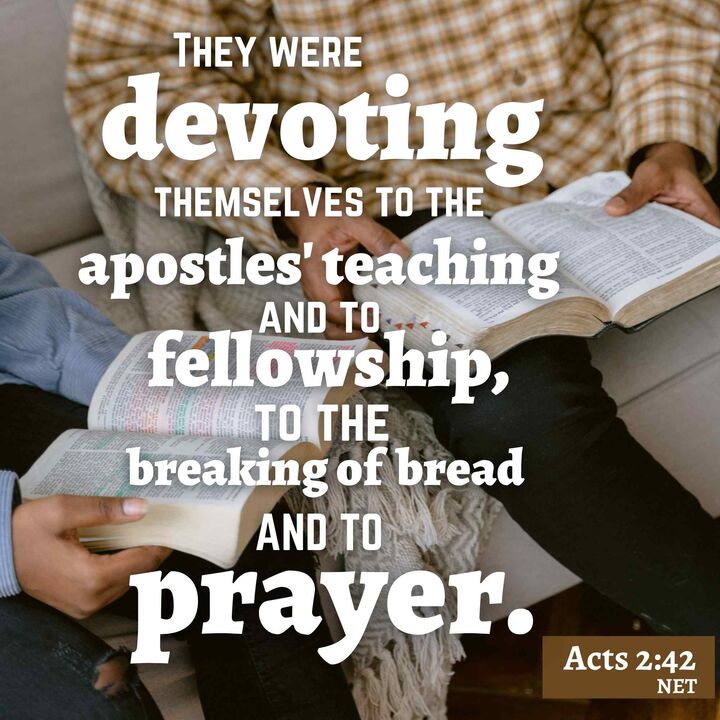 They were
devoting
themselves to the
apostles' teaching
and to
fellowship,
to the
breaking of bread
and to
prayer.
Acts 2:42
NET